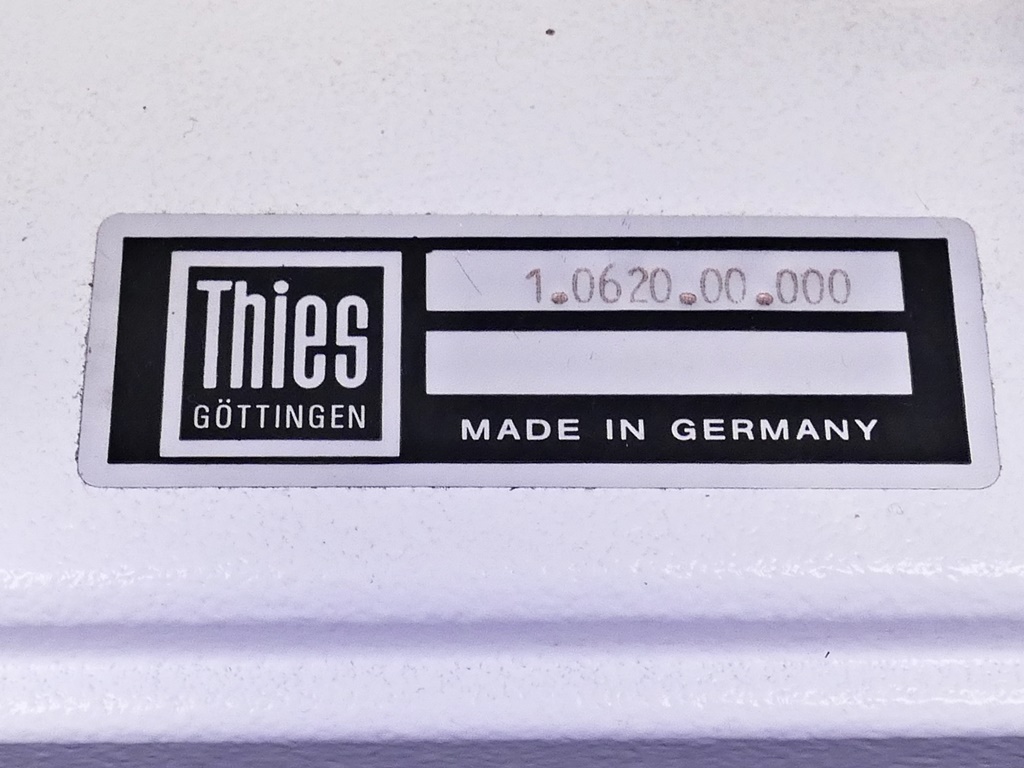 Thies
GÖTTINGEN
1.0620.00.000
MADE IN GERMANY